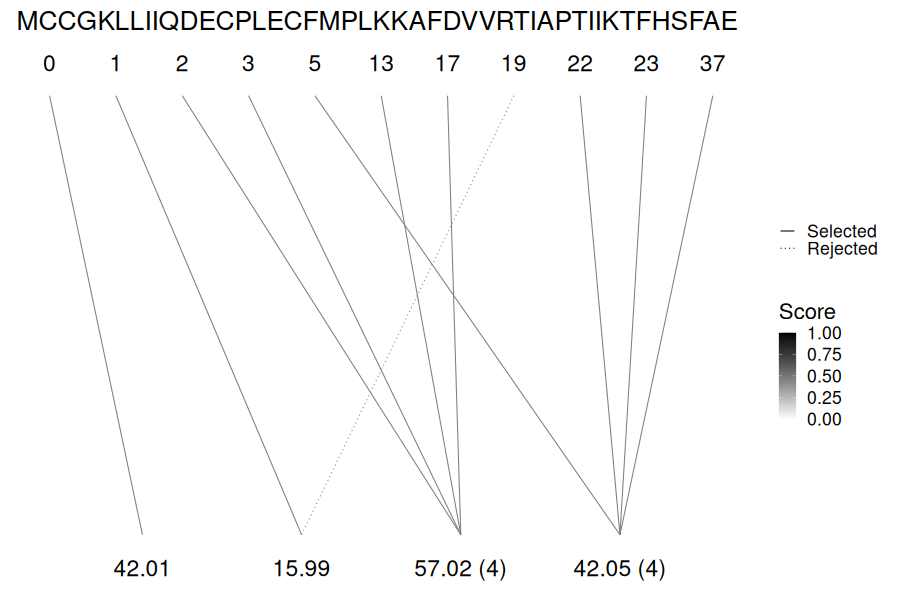 MCCGKLLIIQDECPLECFMPLKKAFDVVRTIAPTIIKTFHSFAE
0 1 2 3 5 13 17 19 22 23 37
Selected
Rejected
Score
1.00
0.75
0.50
0.25
0.00
42.01 15.99 57.02 (4) 42.05 (4)